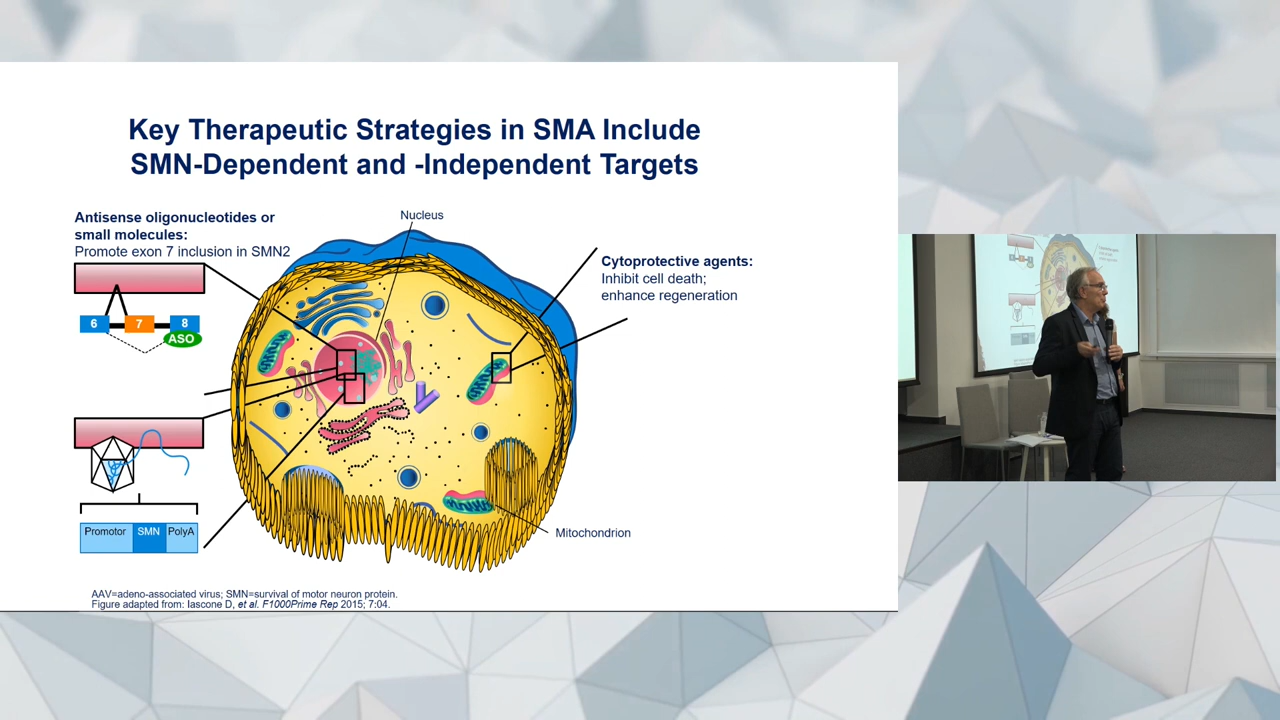 Key Therapeutic Strategies in SMA Include
SMN-Dependent and -Independent Targets
Antisense oligonucleotides or
small molecules:
Promote exon 7 inclusion in SMN2
6 7 8
ASO
Nucleus
Cytoprotective agents:
Inhibit cell death;
enhance regeneration
Promotor SMN PolyA
Mitochondrion
AAV=adeno-associated virus; SMN=survival of motor neuron protein.
Figure adapted from: Iascone D, et al. F1000Prime Rep 2015; 7:04.